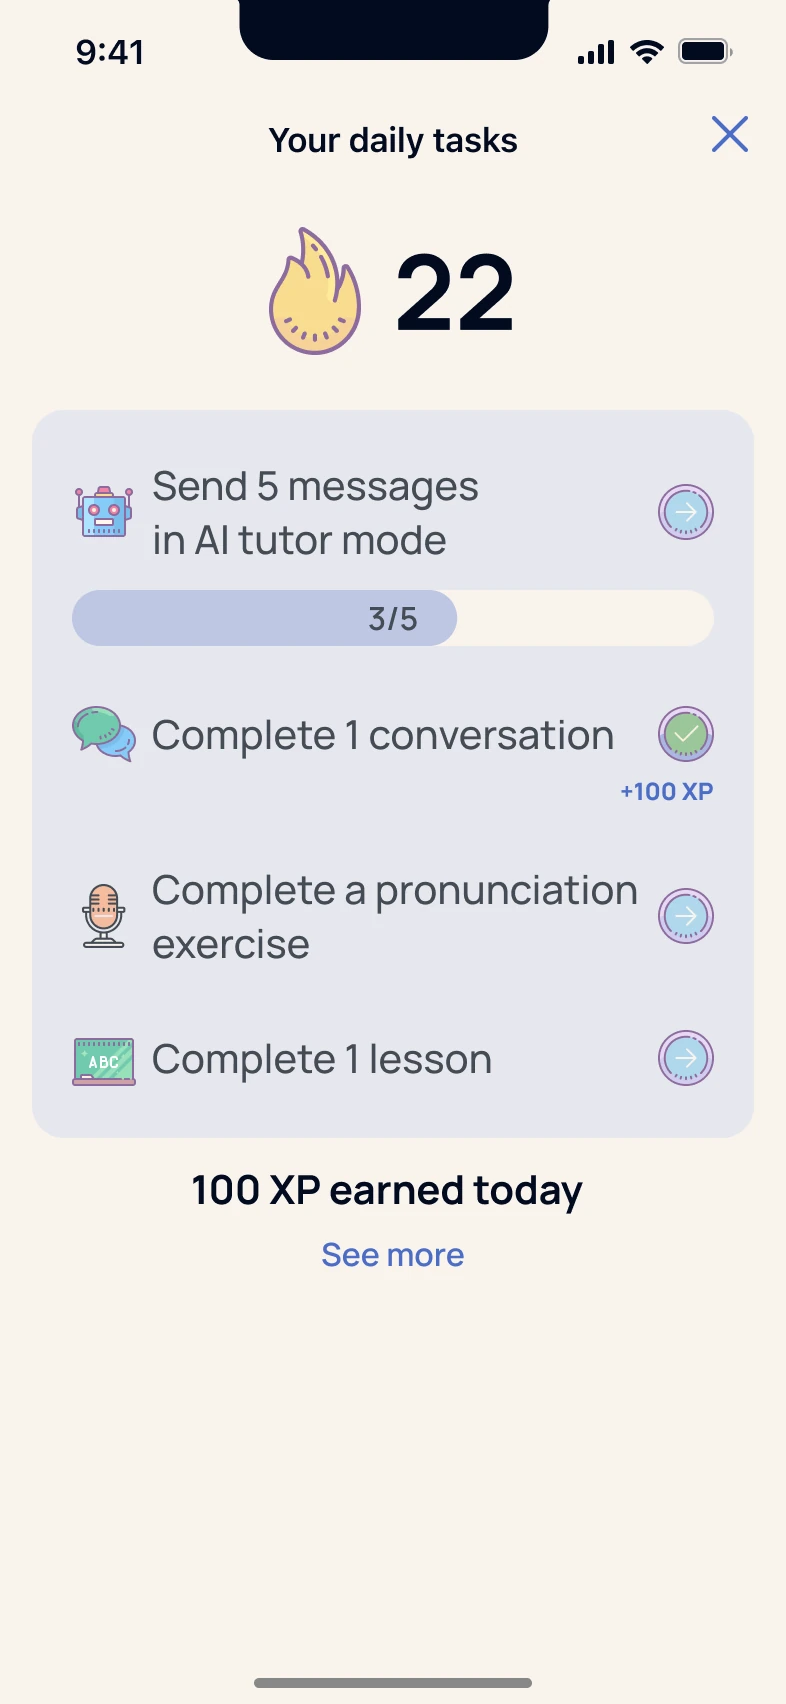 9:41
Your daily tasks
22
Send 5 messages
in AI tutor mode
3/5
Complete 1 conversation
+100 XP
Complete a pronunciation
exercise
ABC
Complete 1 lesson
100 XP earned today
See more